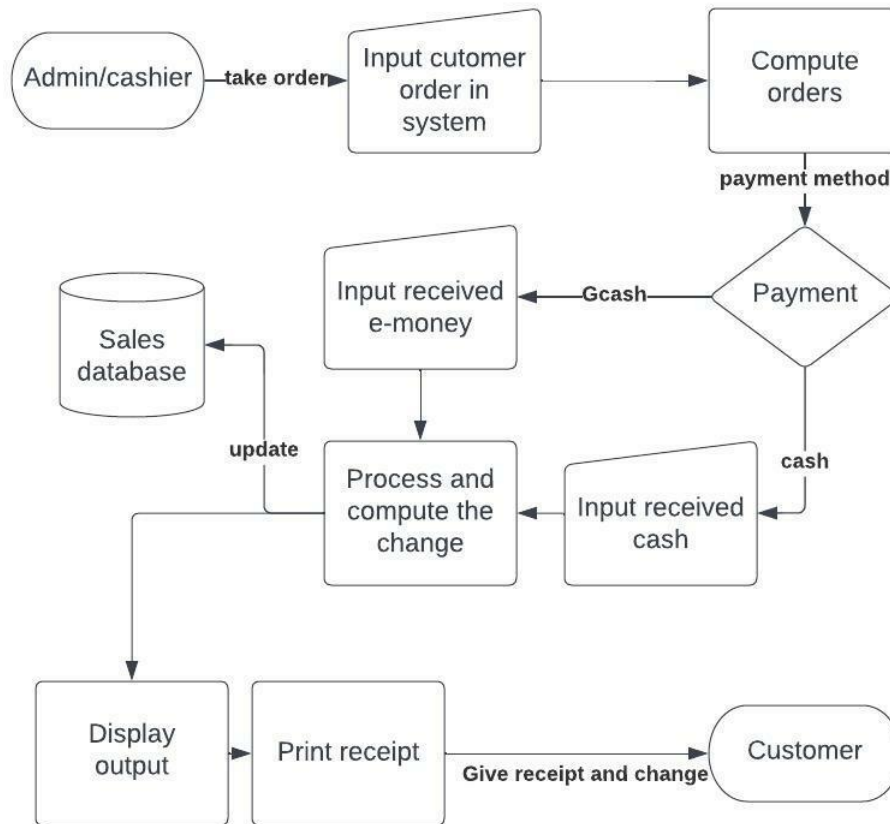 Admin/cashier
take order
Input cutomer
order in
system
Compute
orders
payment method
Payment
Gcash
Input received
e-money
Sales
database
update
Process and
compute the
change
Input received
cash
cash
Display
output
Print receipt
Give receipt and change
Customer